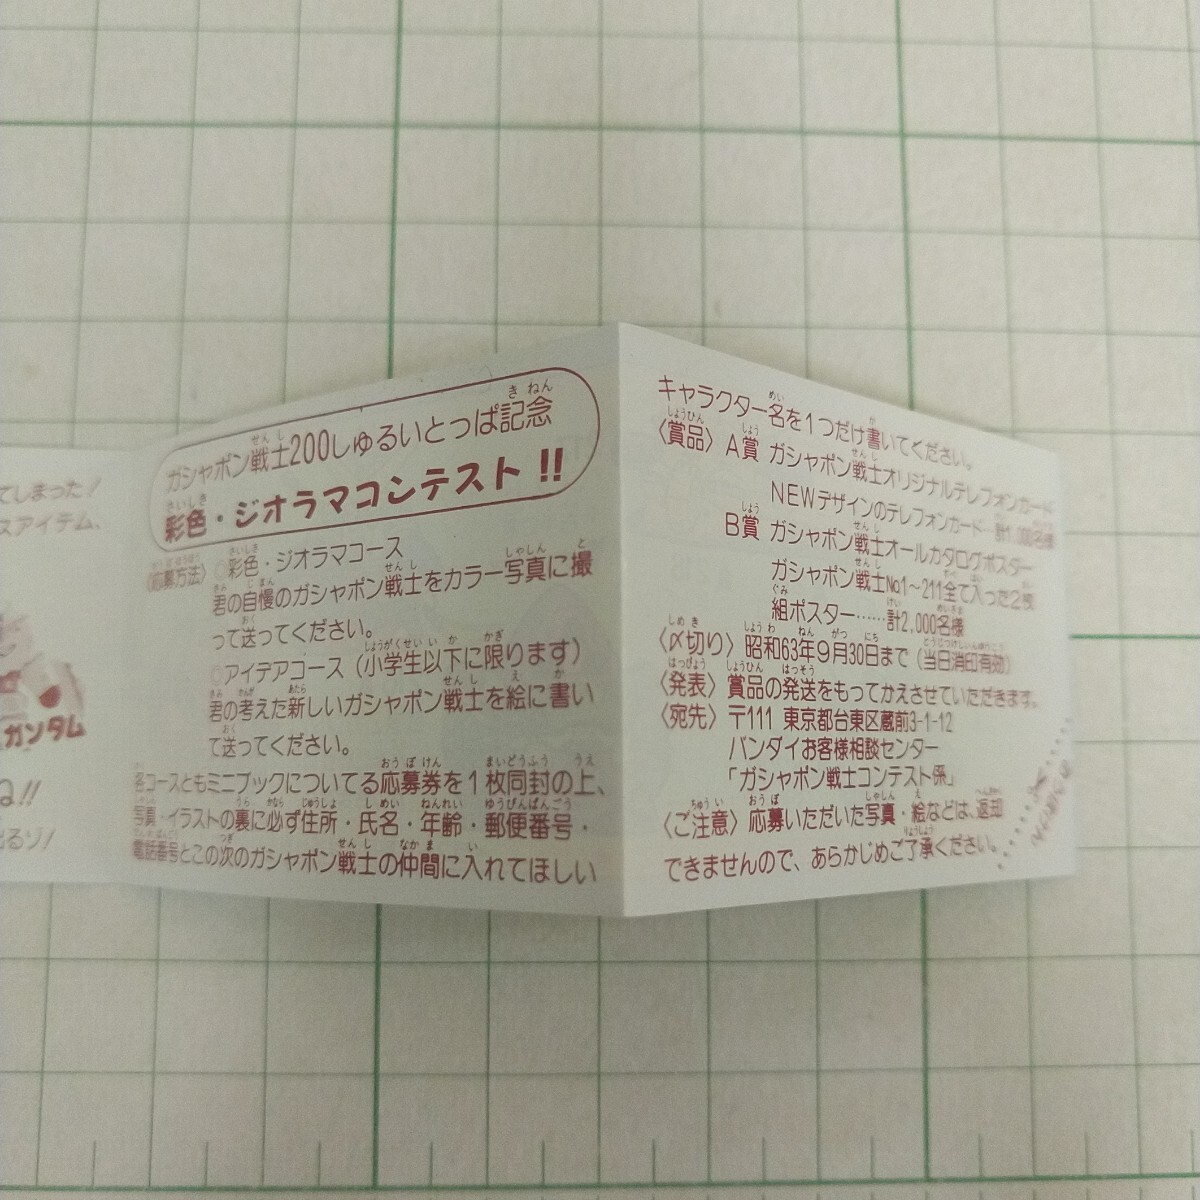 てしまった!
スアイテム、
ガンダム
ガシャポン戦士200しゅるいとっぱ記念
彩色・ジオラマコンテスト!!
〈応募方法〉○彩色・ジオラマコース
君の自慢のガシャポン戦士をカラー写真に撮
って送ってください。
○アイデアコース(小学生以下に限ります)
君の考えた新しいガシャポン戦士を絵に書い
て送ってください。
各コースともミニブックについてる応募券を1枚同封の上、
写真・イラストの裏に必ず住所・氏名・年齢・郵便番号・
電話番号とこの次のガシャポン戦士の仲間に入れてほしい
キャラクター名を1つだけ書いてください。
〈賞品〉A賞 ガシャポン戦士オリジナルテレフォンカード
NEWデザインのテレフォンカード…計1,000名様
B賞 ガシャポン戦士オールカタログポスター
ガシャポン戦士No1〜211全て入った2枚
組ポスター……計2,000名様
〈〆切り〉昭和63年9月30日まで(当日消印有効)
〈発表〉賞品の発送をもってかえさせていただきます。
〈宛先〉〒111 東京都台東区蔵前3-1-12
バンダイお客様相談センター
「ガシャポン戦士コンテスト係」
〈ご注意〉応募いただいた写真・絵などは、返却
できませんので、あらかじめご了承ください。